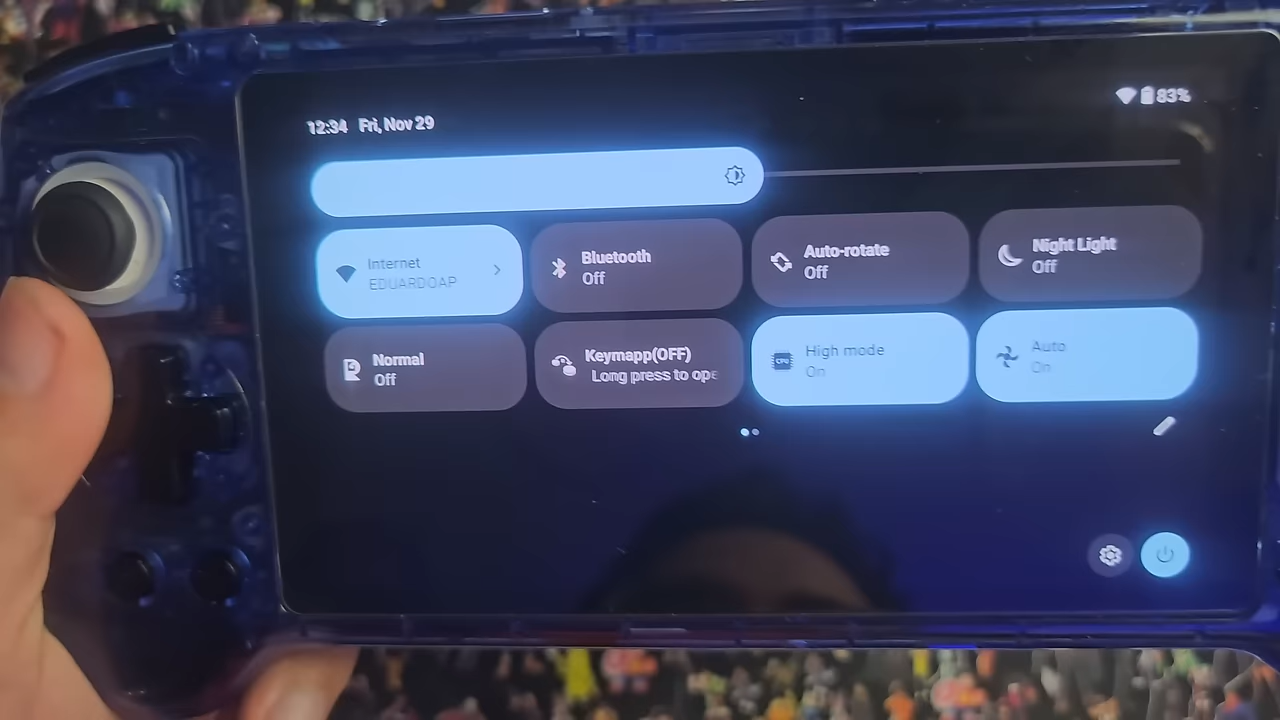 12:34 Fri, Nov 29
83%
Internet
EDUARDOAP
Bluetooth
Off
Auto-rotate
Off
Night Light
Off
Normal
Off
Keymapp(OFF)
Long press to ope
CPU
High mode
On
Auto
On